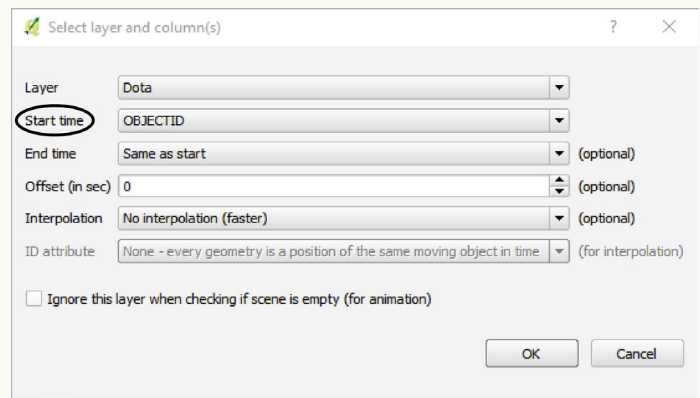 Select layer and column(s) ?
Layer Dota
Start time OBJECTID
End time Same as start (optional)
Offset (in sec) 0 (optional)
Interpolation No interpolation (faster) (optional)
ID attribute None - every geometry is a position of the same moving object in time (for interpolation)
Ignore this layer when checking if scene is empty (for animation)
OK Cancel